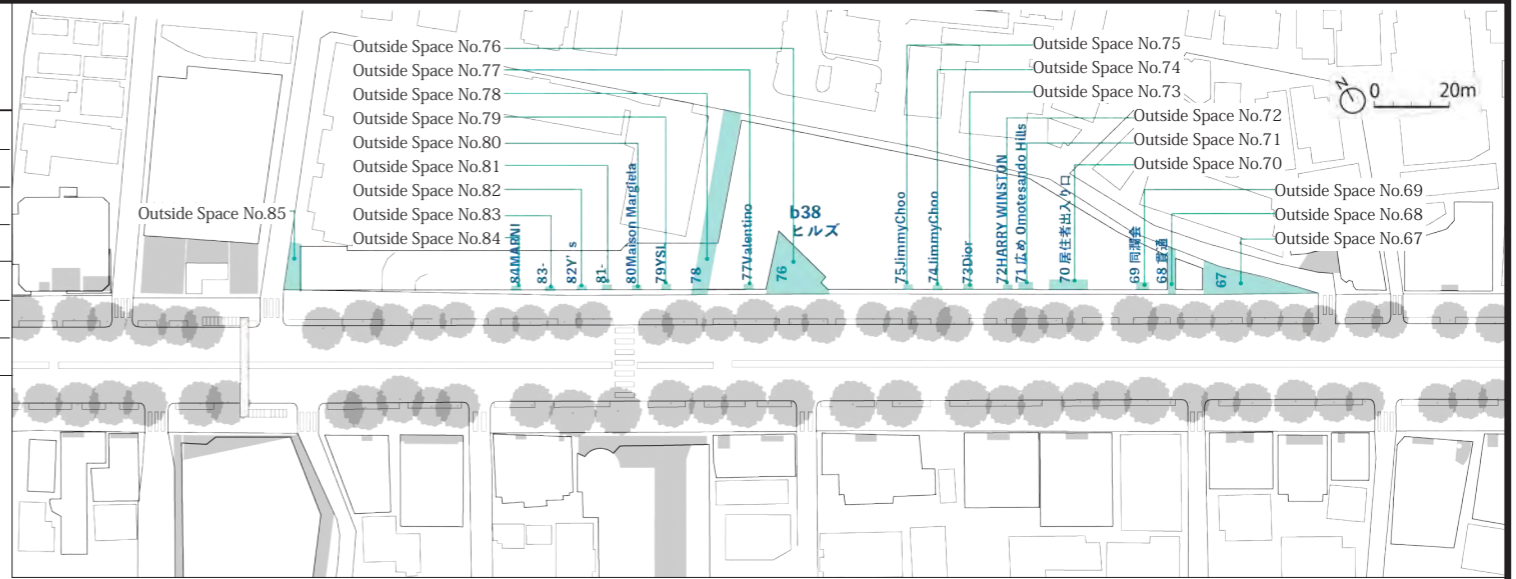 Outside Space No.76
Outside Space No.77
Outside Space No.78
Outside Space No.79
Outside Space No.80
Outside Space No.81
Outside Space No.82
Outside Space No.83
Outside Space No.84
Outside Space No.85
Outside Space No.75
Outside Space No.74
Outside Space No.73
Outside Space No.72
Outside Space No.71
Outside Space No.70
Outside Space No.69
Outside Space No.68
Outside Space No.67
N
0 20m
84MARNI
83-
82Y's
81-
80Maison Margiela
79YSL
78
77Valentino
76
b38
ヒルズ
75JimmyChoo
74JimmyChoo
73Dior
72HARRY WINSTON
71 広め Omotesando Hills
70 居住者出入り口
69 同潤会
68 貫通
67